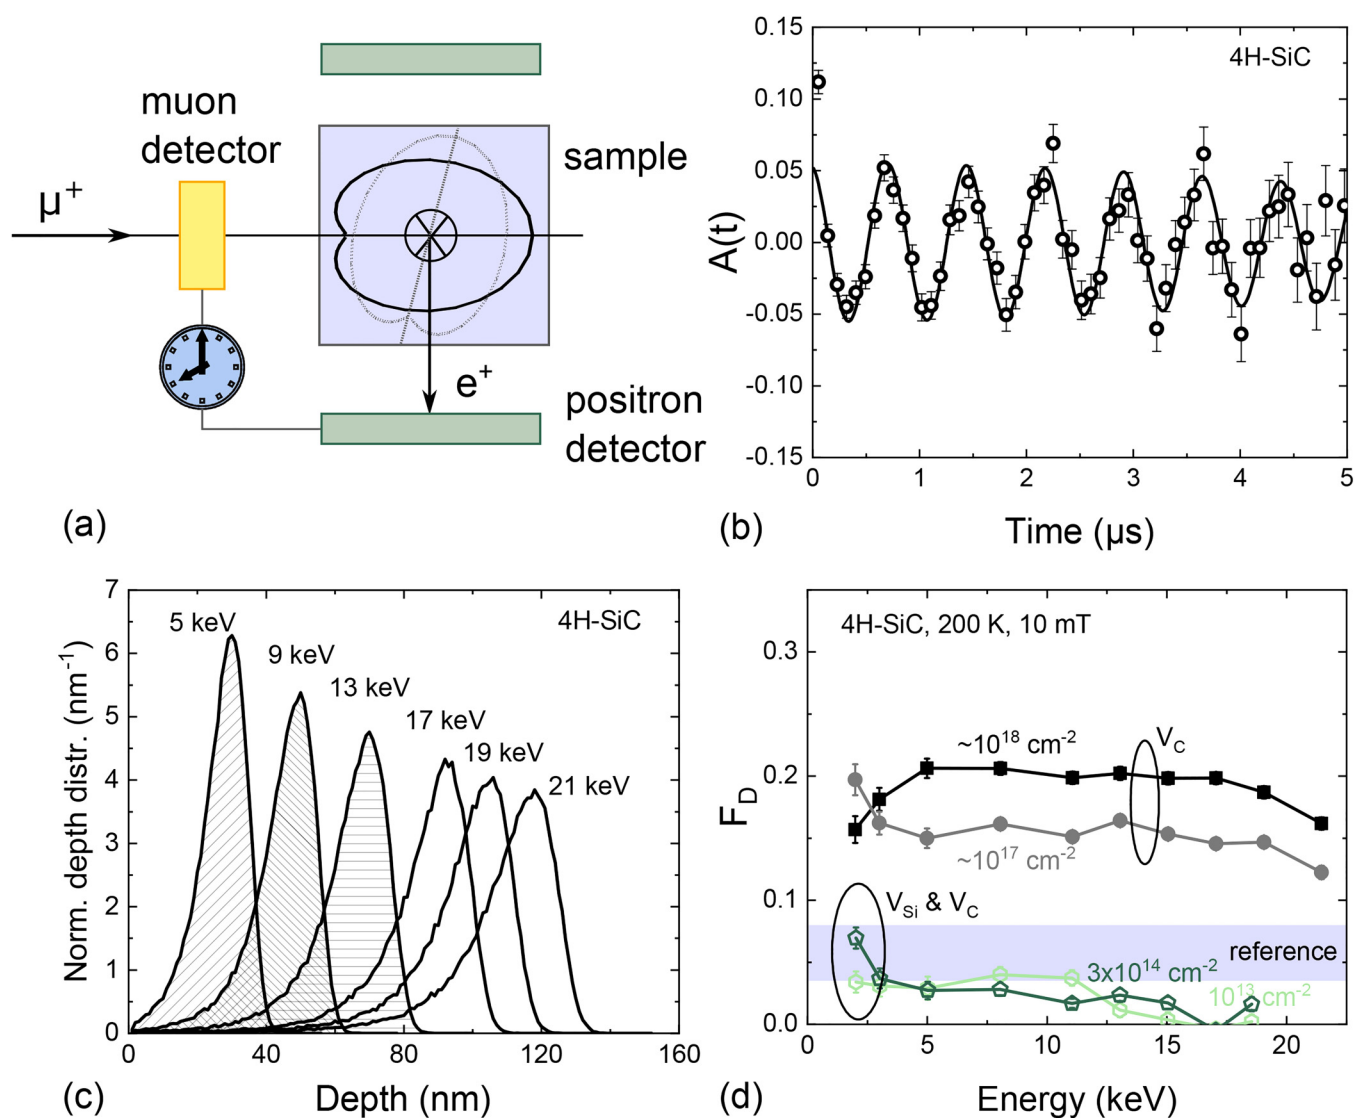 muon
detector
μ⁺
sample
e⁺
positron
detector
(a)
4H-SiC
A(t)
0.15
0.10
0.05
0.00
-0.05
-0.10
-0.15
0 1 2 3 4 5
Time (μs)
(b)
4H-SiC
5 keV
9 keV
13 keV
17 keV
19 keV
21 keV
Norm. depth distr. (nm⁻¹)
7
6
5
4
3
2
1
0
0 40 80 120 160
Depth (nm)
(c)
4H-SiC, 200 K, 10 mT
~10¹⁸ cm⁻²
V_C
~10¹⁷ cm⁻²
V_Si & V_C
reference
3x10¹⁴ cm⁻²
10¹³ cm⁻²
F_D
0.3
0.2
0.1
0.0
0 5 10 15 20
Energy (keV)
(d)